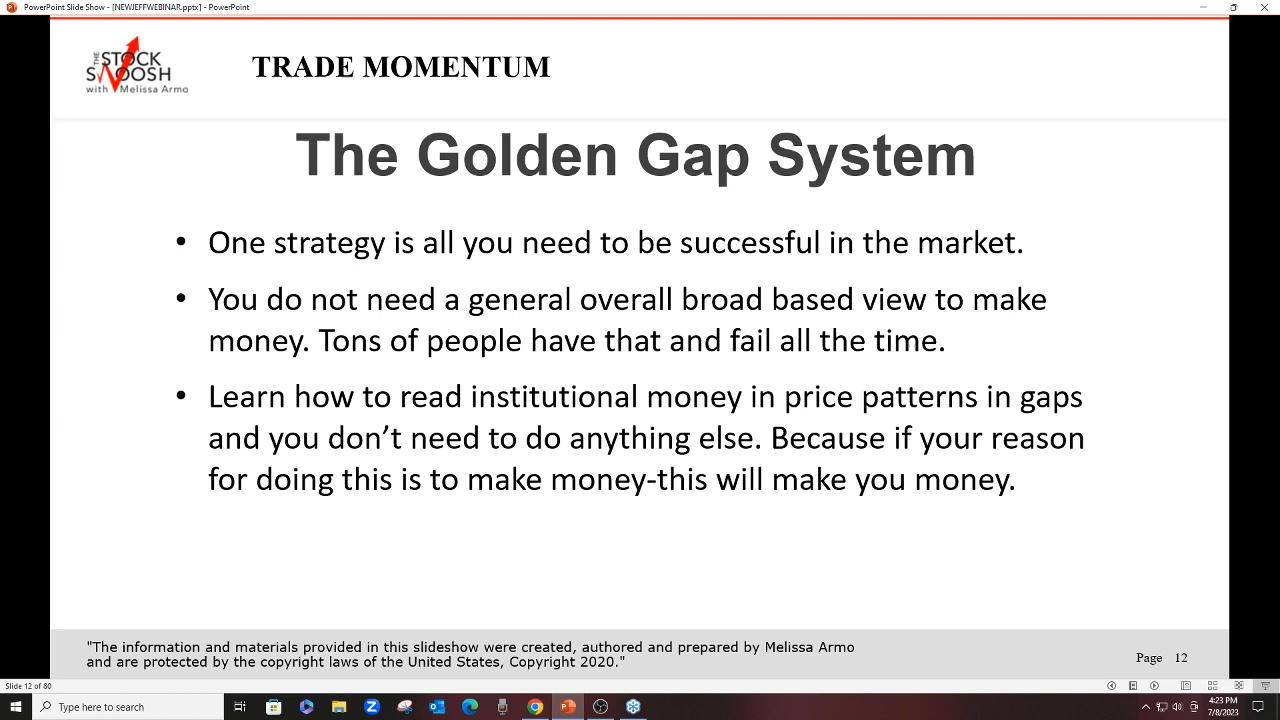 PowerPoint Slide Show - [NEWJEFFWEBINAR.pptx] - PowerPoint
THE
STOCK
SWOOSH
with Melissa Armo
TRADE MOMENTUM
The Golden Gap System
• One strategy is all you need to be successful in the market.
• You do not need a general overall broad based view to make
money. Tons of people have that and fail all the time.
• Learn how to read institutional money in price patterns in gaps
and you don’t need to do anything else. Because if your reason
for doing this is to make money-this will make you money.
"The information and materials provided in this slideshow were created, authored and prepared by Melissa Armo
and are protected by the copyright laws of the United States, Copyright 2020."
Page 12
Slide 12 of 80
Type here to search
4:23 PM
7/8/2023